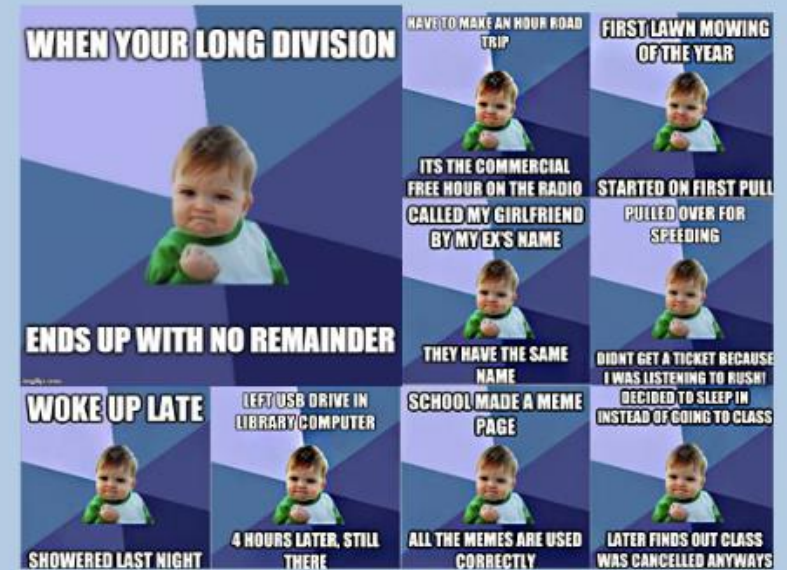 WHEN YOUR LONG DIVISION
ENDS UP WITH NO REMAINDER
HAVE TO MAKE AN HOUR ROAD
TRIP
ITS THE COMMERCIAL
FREE HOUR ON THE RADIO
FIRST LAWN MOWING
OF THE YEAR
STARTED ON FIRST PULL
CALLED MY GIRLFRIEND
BY MY EX'S NAME
THEY HAVE THE SAME
NAME
PULLED OVER FOR
SPEEDING
DIDNT GET A TICKET BECAUSE
I WAS LISTENING TO RUSH!
WOKE UP LATE
SHOWERED LAST NIGHT
LEFT USB DRIVE IN
LIBRARY COMPUTER
4 HOURS LATER, STILL
THERE
SCHOOL MADE A MEME
PAGE
ALL THE MEMES ARE USED
CORRECTLY
DECIDED TO SLEEP IN
INSTEAD OF GOING TO CLASS
LATER FINDS OUT CLASS
WAS CANCELLED ANYWAYS